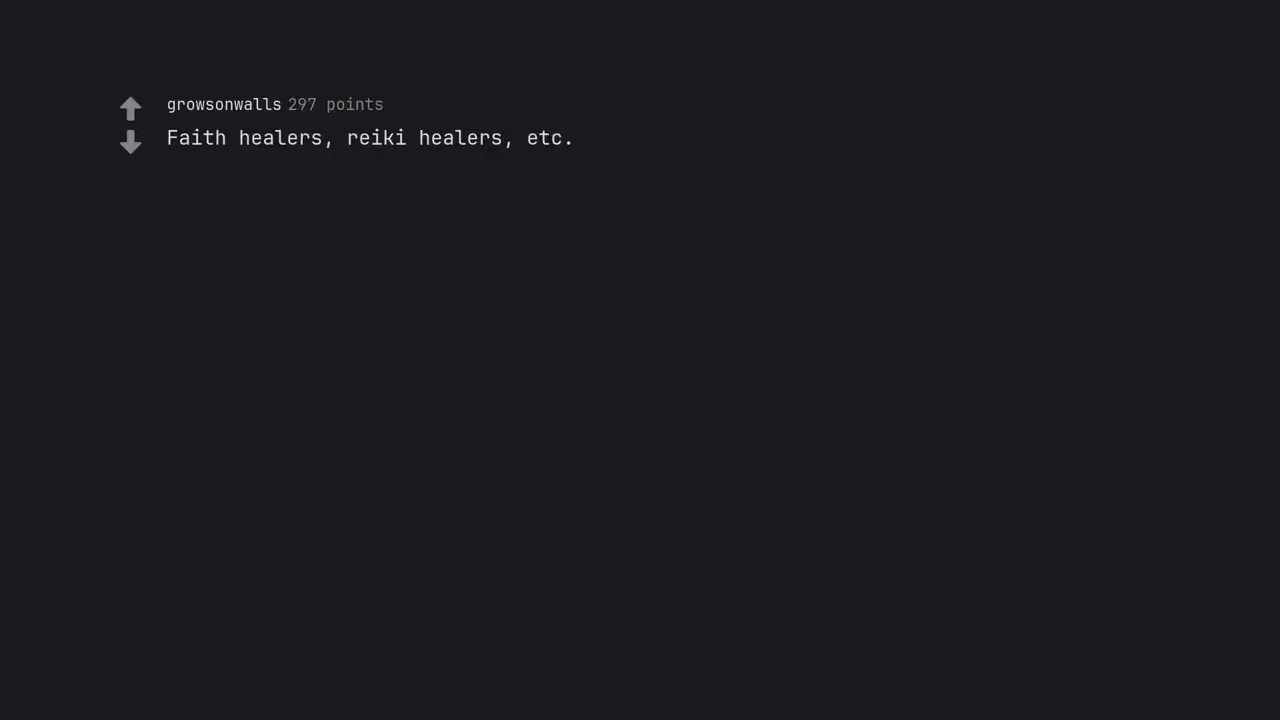 growsonwalls 297 points
Faith healers, reiki healers, etc.